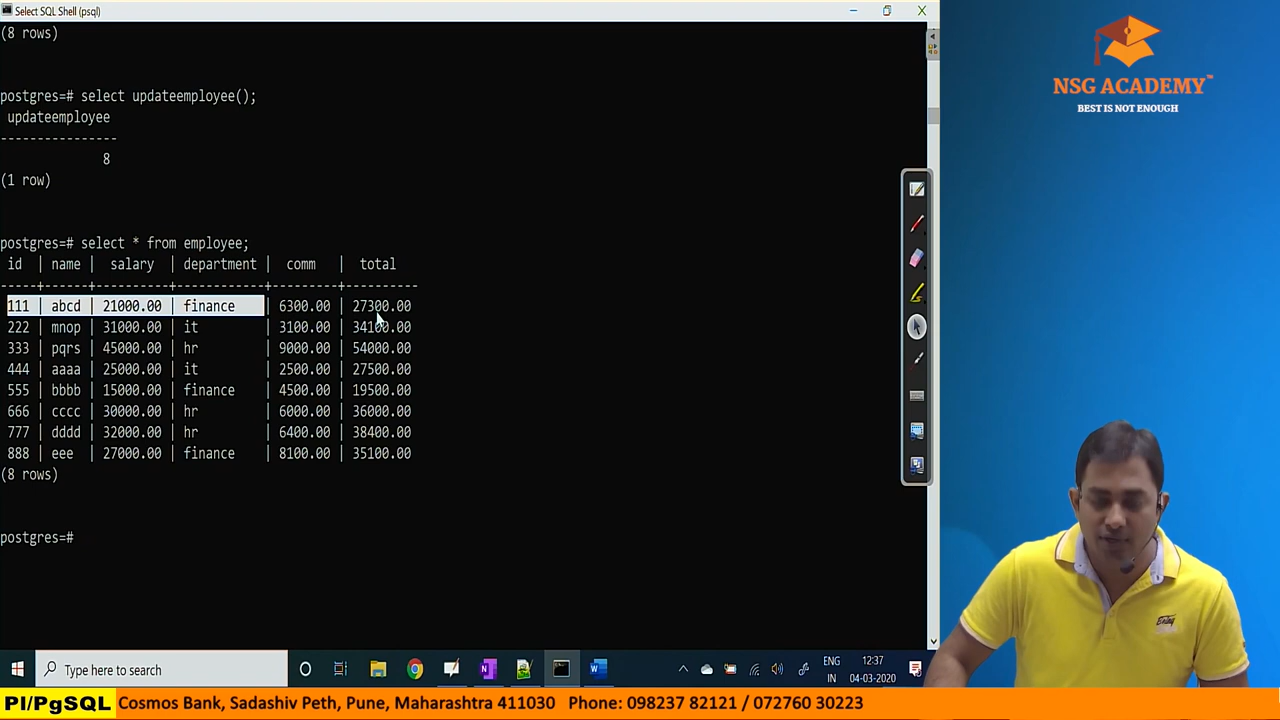 Select SQL Shell (psql)
(8 rows)
postgres=# select updateemployee();
updateemployee
----------------
8
(1 row)
postgres=# select * from employee;
id | name | salary | department | comm | total
-----+------+----------+------------+---------+----------
111 | abcd | 21000.00 | finance | 6300.00 | 27300.00
222 | mnop | 31000.00 | it | 3100.00 | 34100.00
333 | pqrs | 45000.00 | hr | 9000.00 | 54000.00
444 | aaaa | 25000.00 | it | 2500.00 | 27500.00
555 | bbbb | 15000.00 | finance | 4500.00 | 19500.00
666 | cccc | 30000.00 | hr | 6000.00 | 36000.00
777 | dddd | 32000.00 | hr | 6400.00 | 38400.00
888 | eee | 27000.00 | finance | 8100.00 | 35100.00
(8 rows)
postgres=#
NSG ACADEMY™
BEST IS NOT ENOUGH
Type here to search
ENG
IN
12:37
04-03-2020
Pl/PgSQL Cosmos Bank, Sadashiv Peth, Pune, Maharashtra 411030 Phone: 098237 82121 / 072760 30223